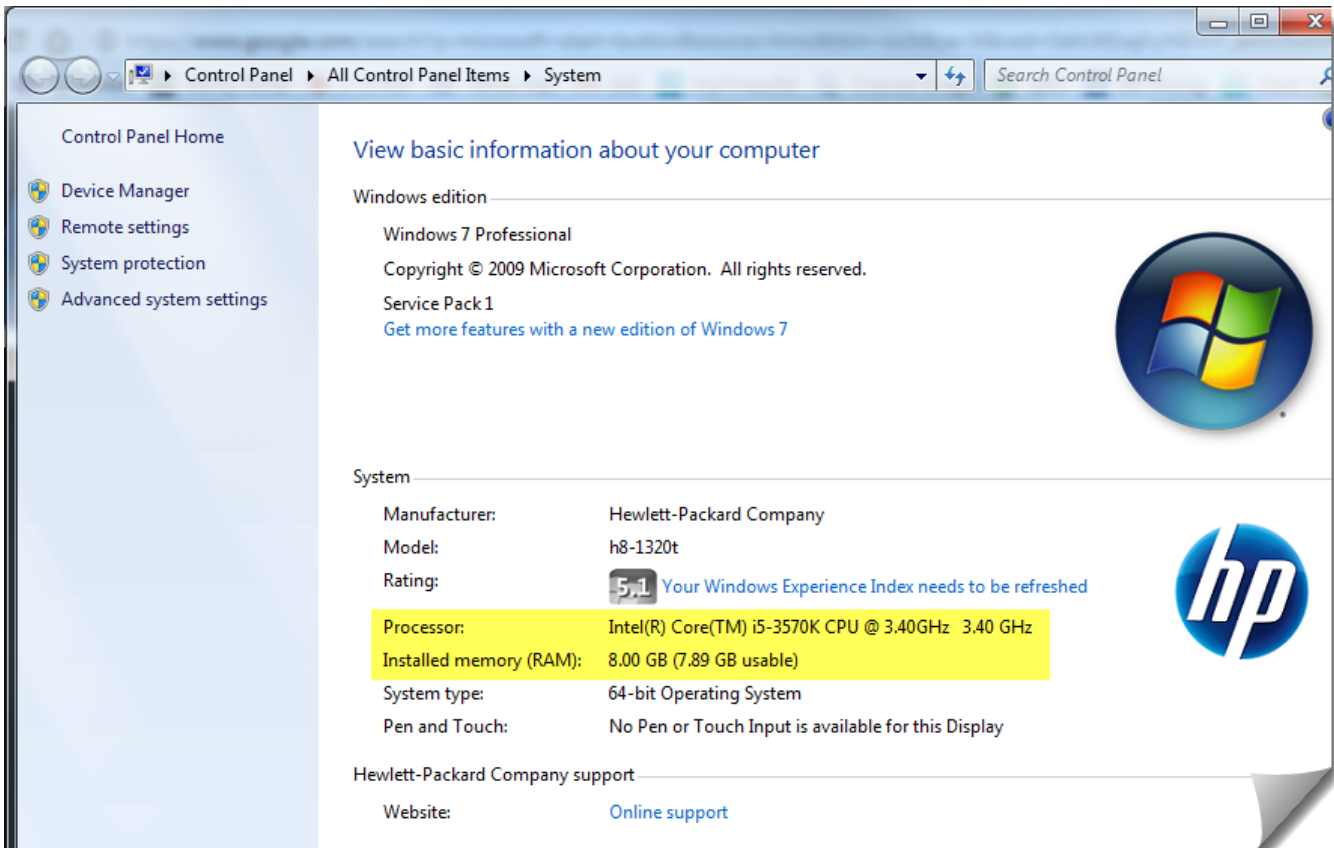 Control Panel ▸ All Control Panel Items ▸ System
Search Control Panel
Control Panel Home
Device Manager
Remote settings
System protection
Advanced system settings
View basic information about your computer
Windows edition
Windows 7 Professional
Copyright © 2009 Microsoft Corporation. All rights reserved.
Service Pack 1
Get more features with a new edition of Windows 7
System
Manufacturer: Hewlett-Packard Company
Model: h8-1320t
Rating: 5,1 Your Windows Experience Index needs to be refreshed
Processor: Intel(R) Core(TM) i5-3570K CPU @ 3.40GHz 3.40 GHz
Installed memory (RAM): 8.00 GB (7.89 GB usable)
System type: 64-bit Operating System
Pen and Touch: No Pen or Touch Input is available for this Display
hp
Hewlett-Packard Company support
Website: Online support